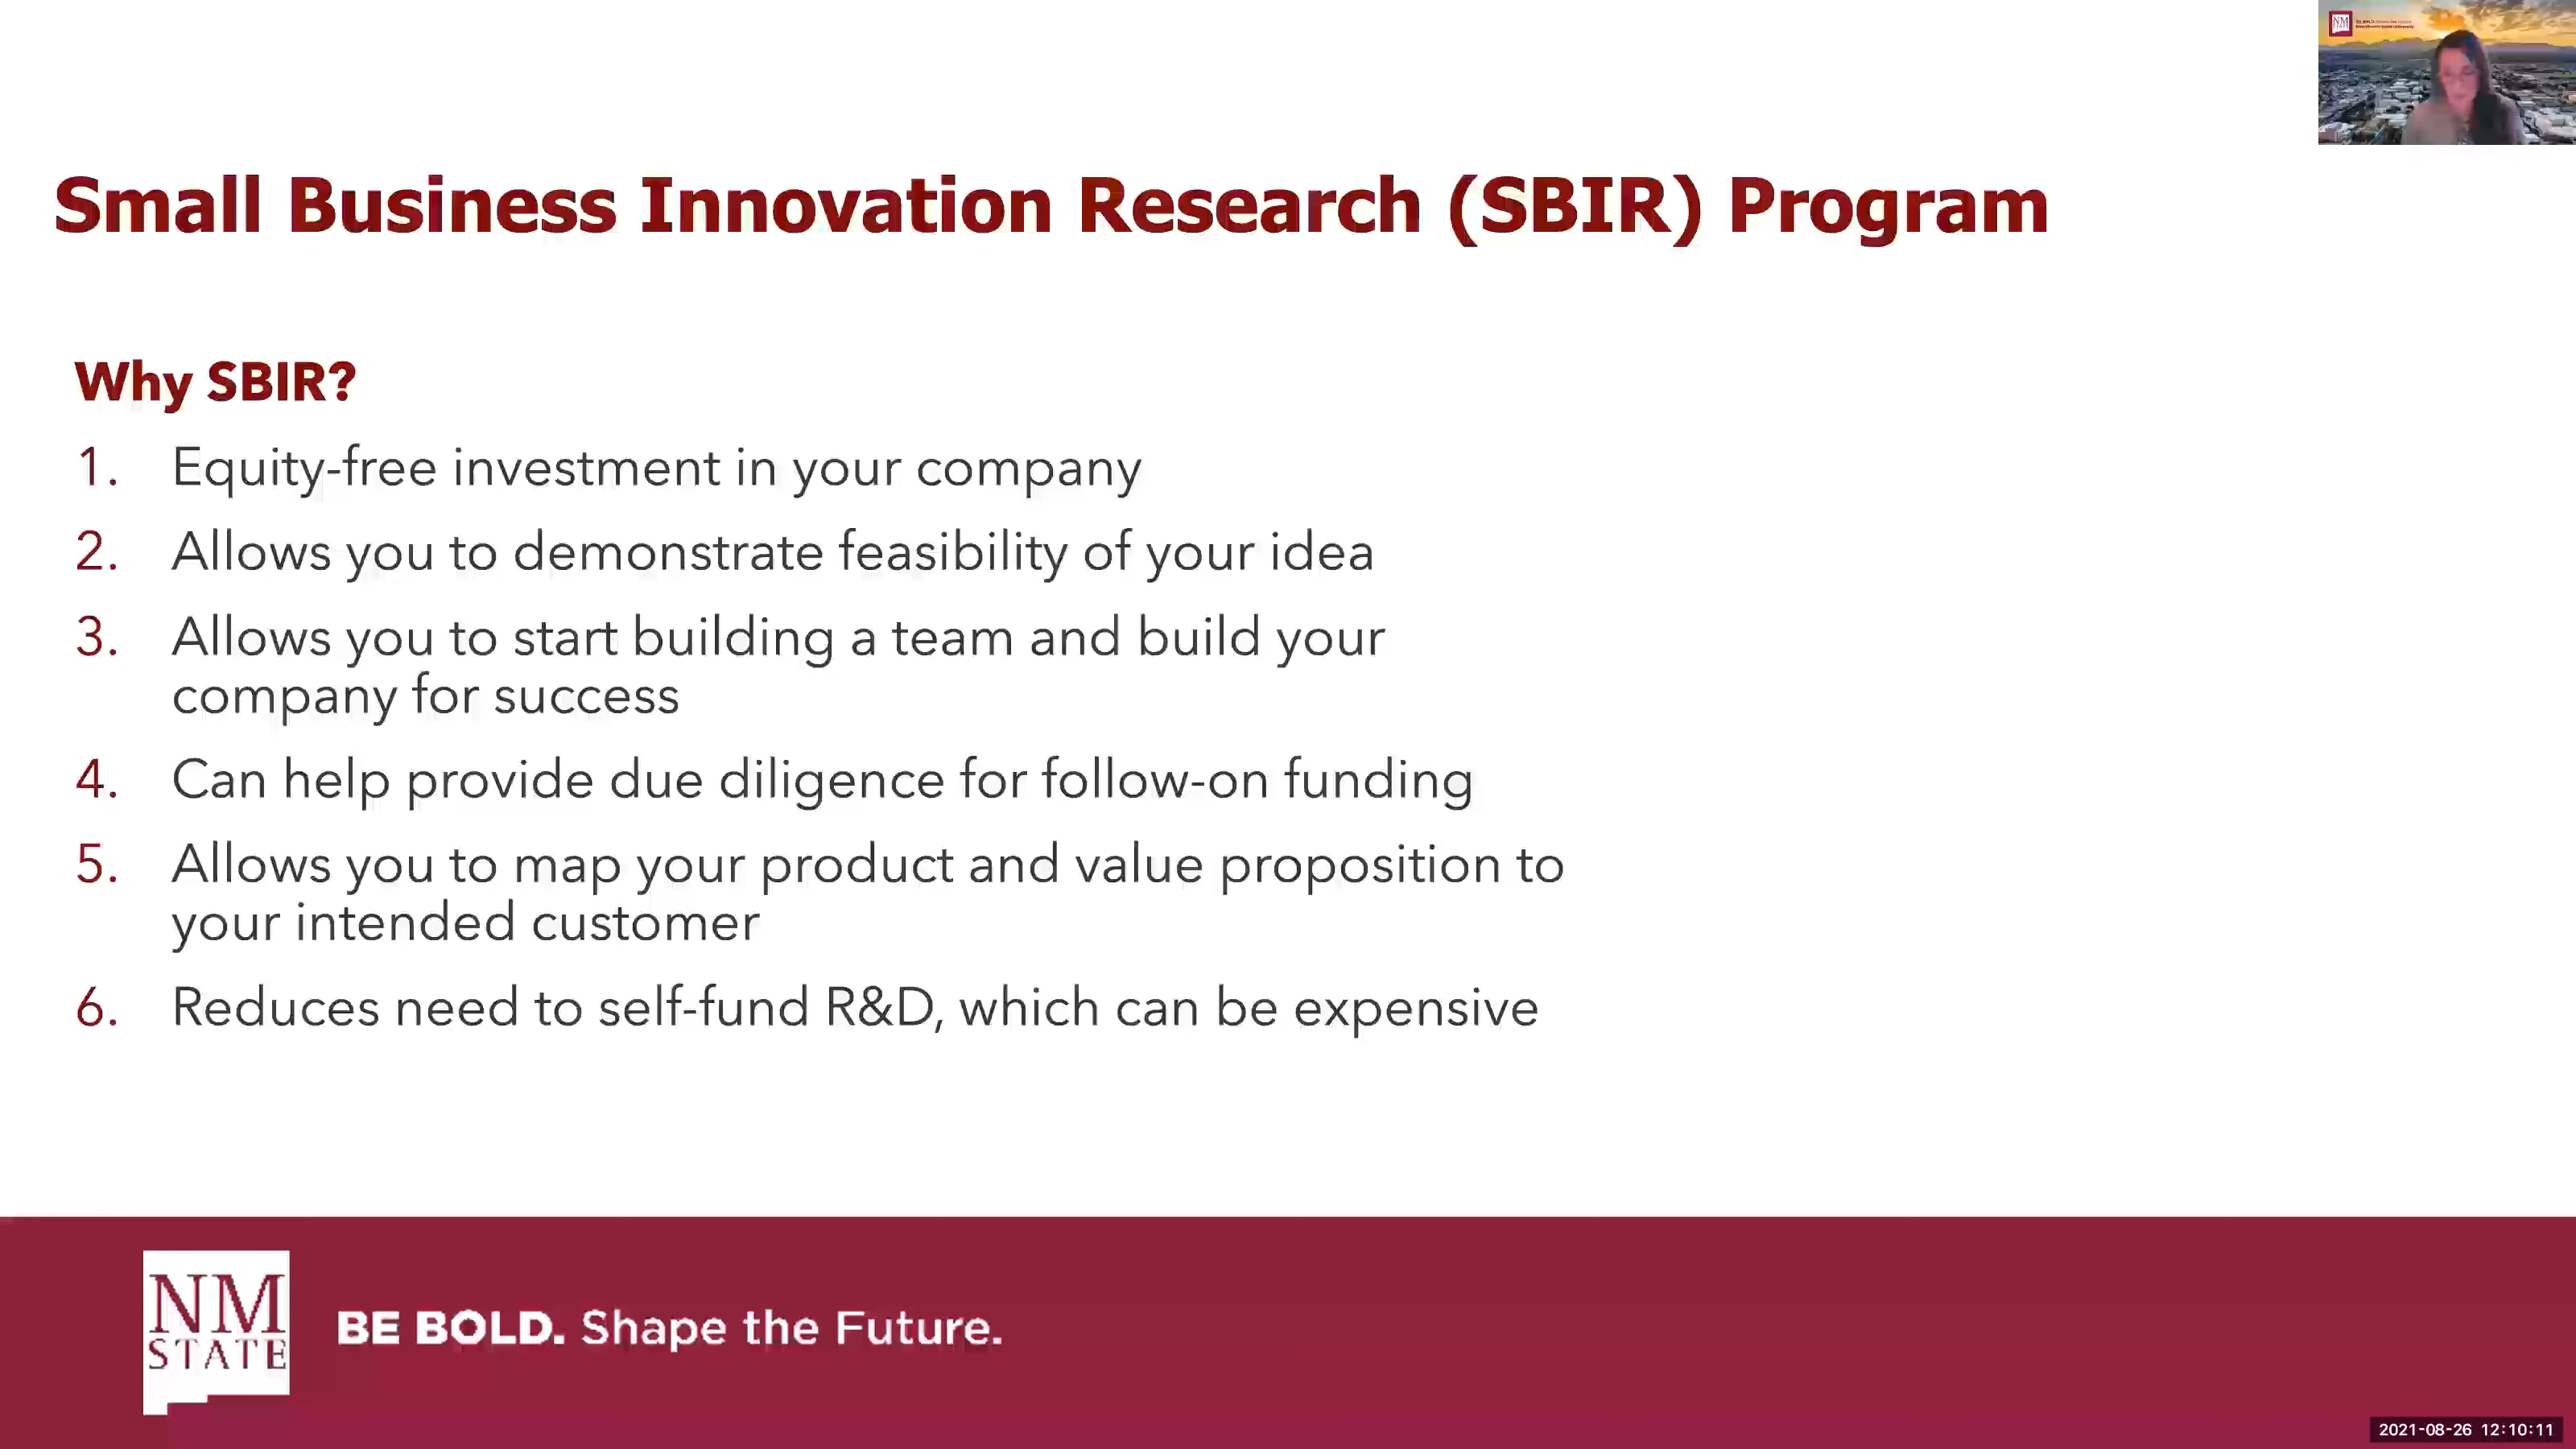 Small Business Innovation Research (SBIR) Program
Why SBIR?
1. Equity-free investment in your company
2. Allows you to demonstrate feasibility of your idea
3. Allows you to start building a team and build your
company for success
4. Can help provide due diligence for follow-on funding
5. Allows you to map your product and value proposition to
your intended customer
6. Reduces need to self-fund R&D, which can be expensive
NM
STATE
BE BOLD. Shape the Future.
2021-08-26 12:10:11
NM
STATE